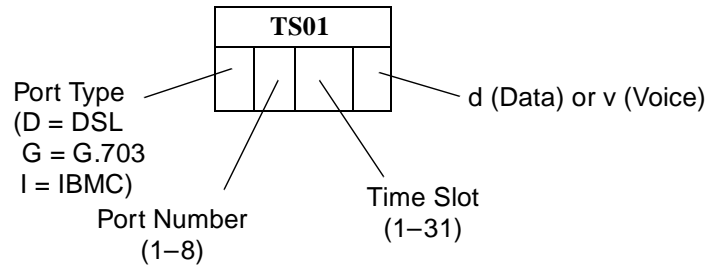 TS01
Port Type
(D = DSL
G = G.703
I = IBMC)
d (Data) or v (Voice)
Port Number
(1–8)
Time Slot
(1–31)